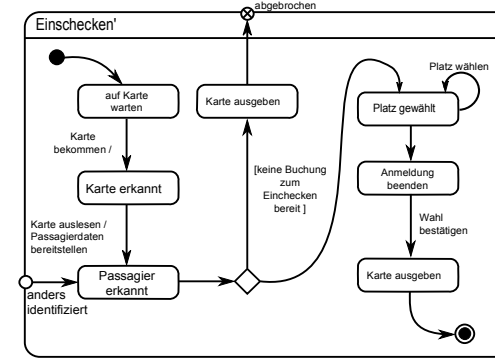 abgebrochen
Einschecken'
auf Karte
warten
Karte
bekommen /
Karte erkannt
Karte auslesen /
Passagierdaten
bereitstellen
Passagier
erkannt
anders
identifiziert
Karte ausgeben
[keine Buchung
zum
Einchecken
bereit ]
Platz wählen
Platz gewählt
Anmeldung
beenden
Wahl
bestätigen
Karte ausgeben